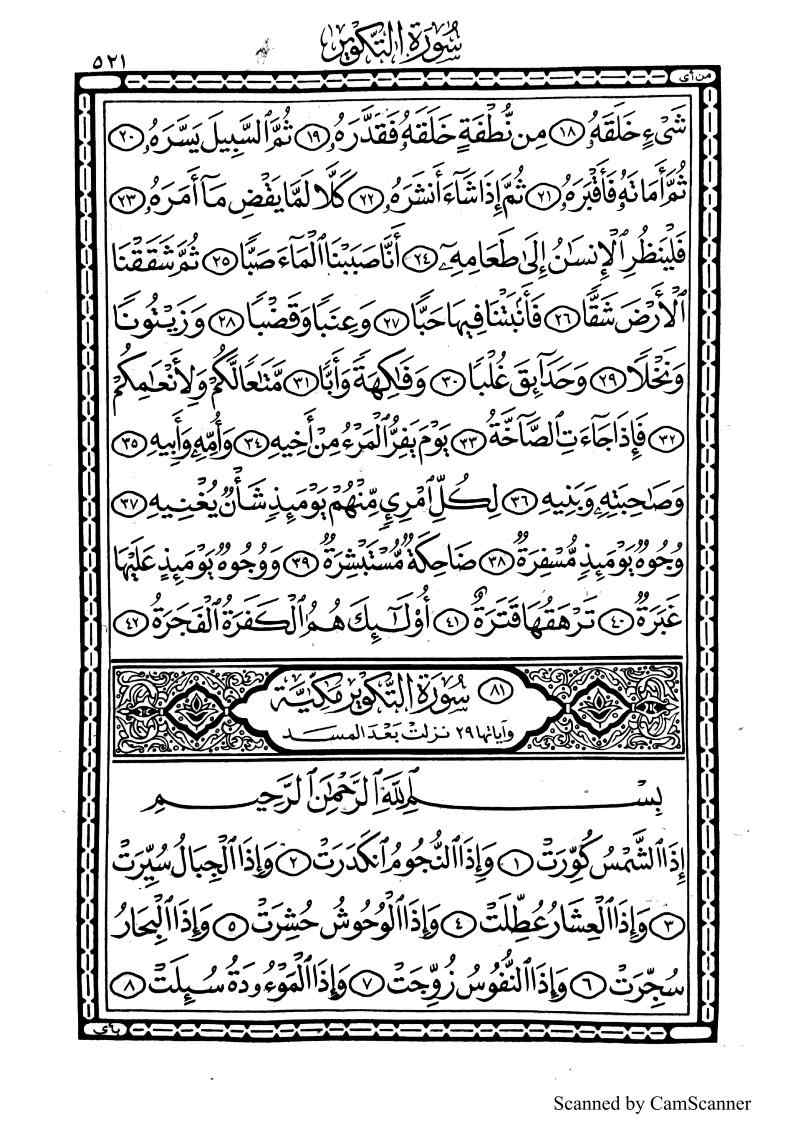 ٥٢١ سُورَةُ التَّكْوِيرِ
من أي
شَيْءٍ خَلَقَهُۥ ١٨ مِن نُّطْفَةٍ خَلَقَهُۥ فَقَدَّرَهُۥ ١٩ ثُمَّ ٱلسَّبِيلَ يَسَّرَهُۥ ٢٠
ثُمَّ أَمَاتَهُۥ فَأَقْبَرَهُۥ ٢١ ثُمَّ إِذَا شَآءَ أَنشَرَهُۥ ٢٢ كَلَّا لَمَّا يَقْضِ مَآ أَمَرَهُۥ ٢٣
فَلْيَنظُرِ ٱلْإِنسَٰنُ إِلَىٰ طَعَامِهِۦٓ ٢٤ أَنَّا صَبَبْنَا ٱلْمَآءَ صَبًّا ٢٥ ثُمَّ شَقَقْنَا
ٱلْأَرْضَ شَقًّا ٢٦ فَأَنۢبَتْنَا فِيهَا حَبًّا ٢٧ وَعِنَبًا وَقَضْبًا ٢٨ وَزَيْتُونًا
وَنَخْلًا ٢٩ وَحَدَآئِقَ غُلْبًا ٣٠ وَفَٰكِهَةً وَأَبًّا ٣١ مَّتَٰعًا لَّكُمْ وَلِأَنْعَٰمِكُمْ
٣٢ فَإِذَا جَآءَتِ ٱلصَّآخَّةُ ٣٣ يَوْمَ يَفِرُّ ٱلْمَرْءُ مِنْ أَخِيهِ ٣٤ وَأُمِّهِۦ وَأَبِيهِ ٣٥
وَصَٰحِبَتِهِۦ وَبَنِيهِ ٣٦ لِكُلِّ ٱمْرِئٍ مِّنْهُمْ يَوْمَئِذٍ شَأْنٌ يُغْنِيهِ ٣٧
وُجُوهٌ يَوْمَئِذٍ مُّسْفِرَةٌ ٣٨ ضَاحِكَةٌ مُّسْتَبْشِرَةٌ ٣٩ وَوُجُوهٌ يَوْمَئِذٍ عَلَيْهَا
غَبَرَةٌ ٤٠ تَرْهَقُهَا قَتَرَةٌ ٤١ أُو۟لَٰٓئِكَ هُمُ ٱلْكَفَرَةُ ٱلْفَجَرَةُ ٤٢
٨١ سُورَةُ التَّكْوِيرِ مَكِّيَّة
وآياتها ٢٩ نزلت بَعْدَ المسد
بِسْمِ ٱللَّهِ ٱلرَّحْمَٰنِ ٱلرَّحِيمِ
إِذَا ٱلشَّمْسُ كُوِّرَتْ ١ وَإِذَا ٱلنُّجُومُ ٱنكَدَرَتْ ٢ وَإِذَا ٱلْجِبَالُ سُيِّرَتْ
٣ وَإِذَا ٱلْعِشَارُ عُطِّلَتْ ٤ وَإِذَا ٱلْوُحُوشُ حُشِرَتْ ٥ وَإِذَا ٱلْبِحَارُ
سُجِّرَتْ ٦ وَإِذَا ٱلنُّفُوسُ زُوِّجَتْ ٧ وَإِذَا ٱلْمَوْءُۥدَةُ سُئِلَتْ ٨
بأي
Scanned by CamScanner